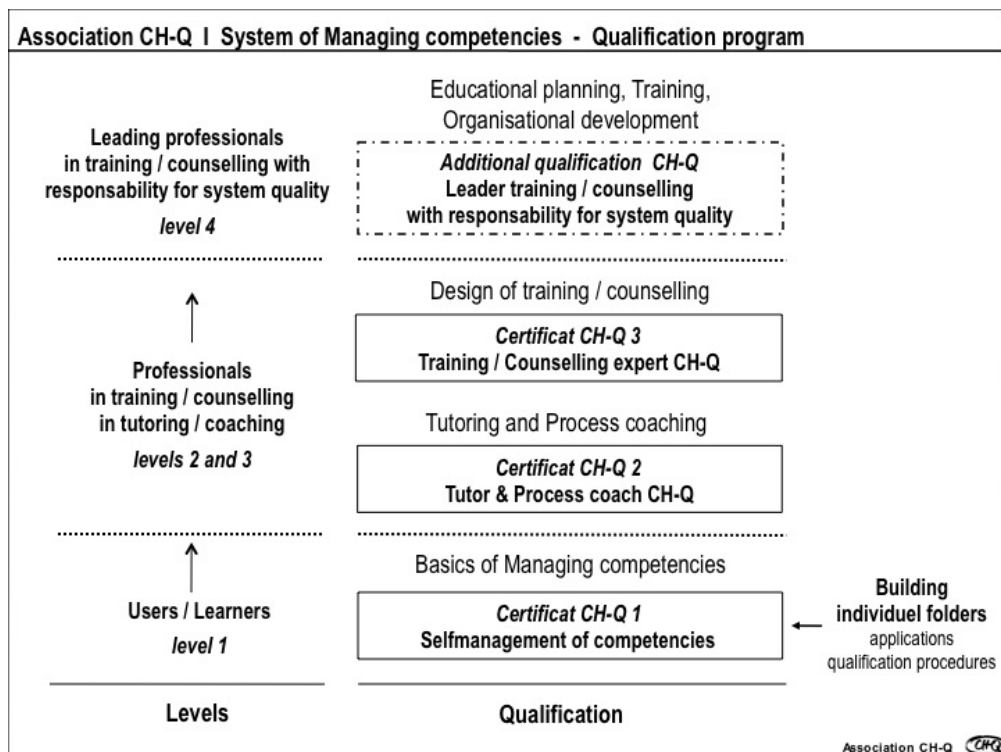 Association CH-Q I System of Managing competencies - Qualification program
Educational planning, Training,
Organisational development
Leading professionals
in training / counselling with
responsability for system quality
level 4
Additional qualification CH-Q
Leader training / counselling
with responsability for system quality
Design of training / counselling
Certificat CH-Q 3
Training / Counselling expert CH-Q
Professionals
in training / counselling
in tutoring / coaching
levels 2 and 3
Tutoring and Process coaching
Certificat CH-Q 2
Tutor & Process coach CH-Q
Basics of Managing competencies
Users / Learners
level 1
Certificat CH-Q 1
Selfmanagement of competencies
Building
individuel folders
applications
qualification procedures
Levels
Qualification
Association CH-Q
CH-Q